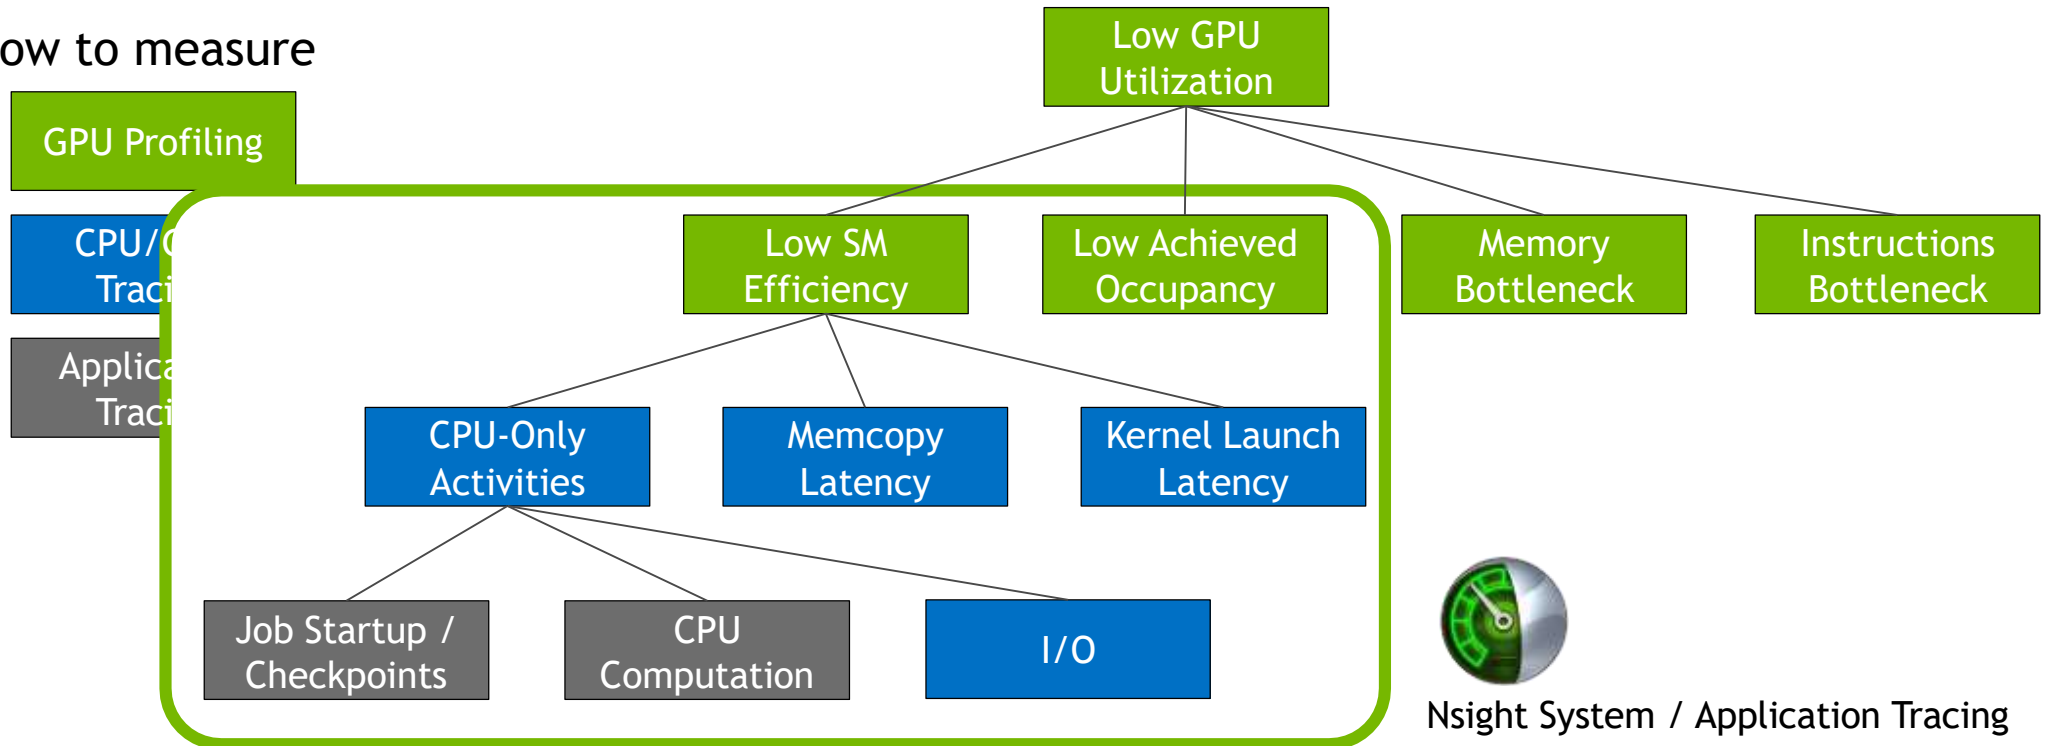 ow to measure
Low GPU
Utilization
GPU Profiling
CPU/
Traci
Applica
Traci
Low SM
Efficiency
Low Achieved
Occupancy
Memory
Bottleneck
Instructions
Bottleneck
CPU-Only
Activities
Memcopy
Latency
Kernel Launch
Latency
Job Startup /
Checkpoints
CPU
Computation
I/O
Nsight System / Application Tracing